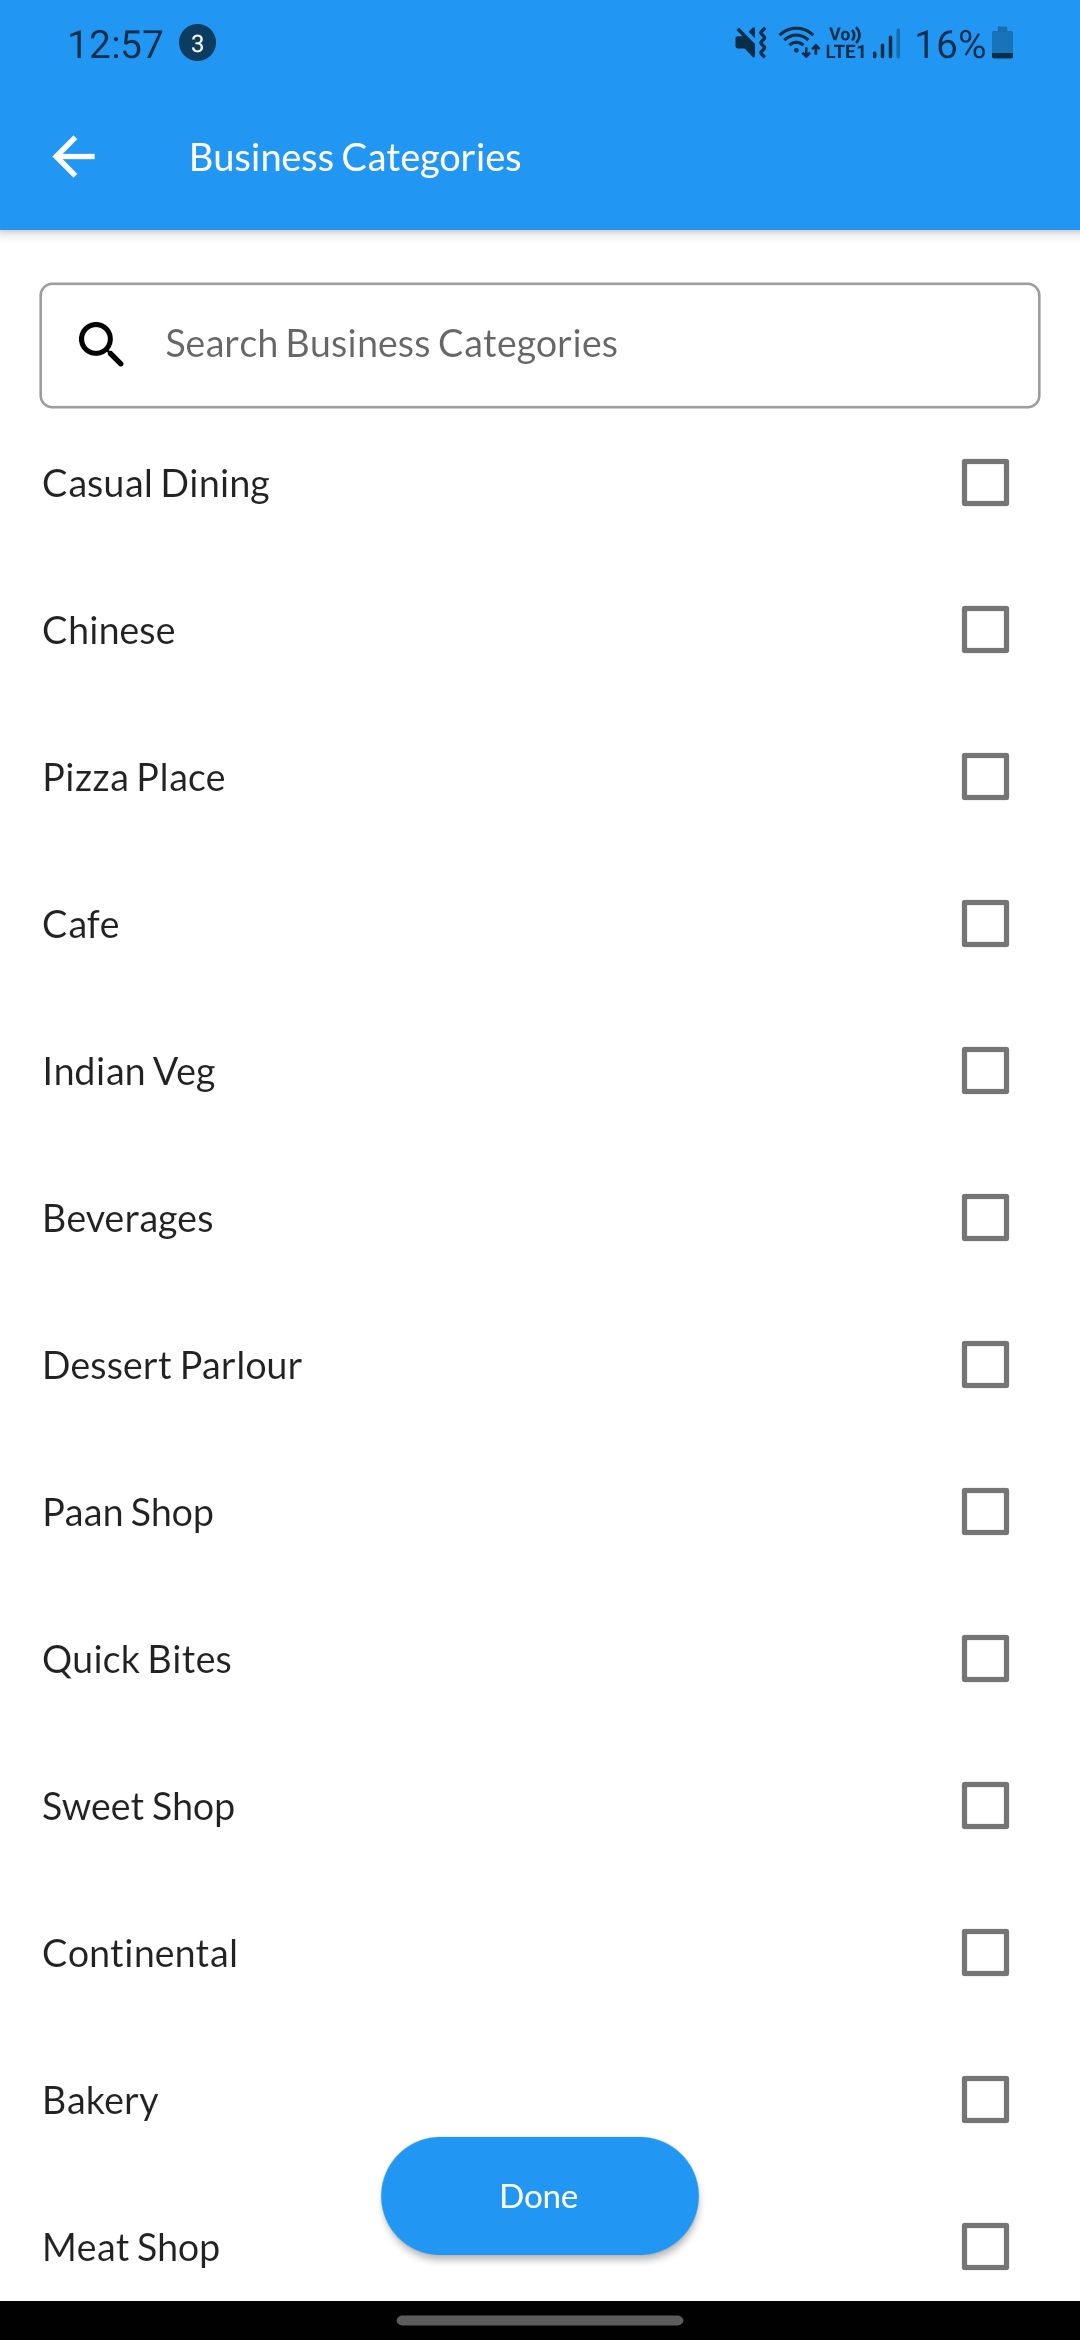 12:57 3 Vo)) LTE1 16%
Business Categories
Search Business Categories
Casual Dining
Chinese
Pizza Place
Cafe
Indian Veg
Beverages
Dessert Parlour
Paan Shop
Quick Bites
Sweet Shop
Continental
Bakery
Done
Meat Shop